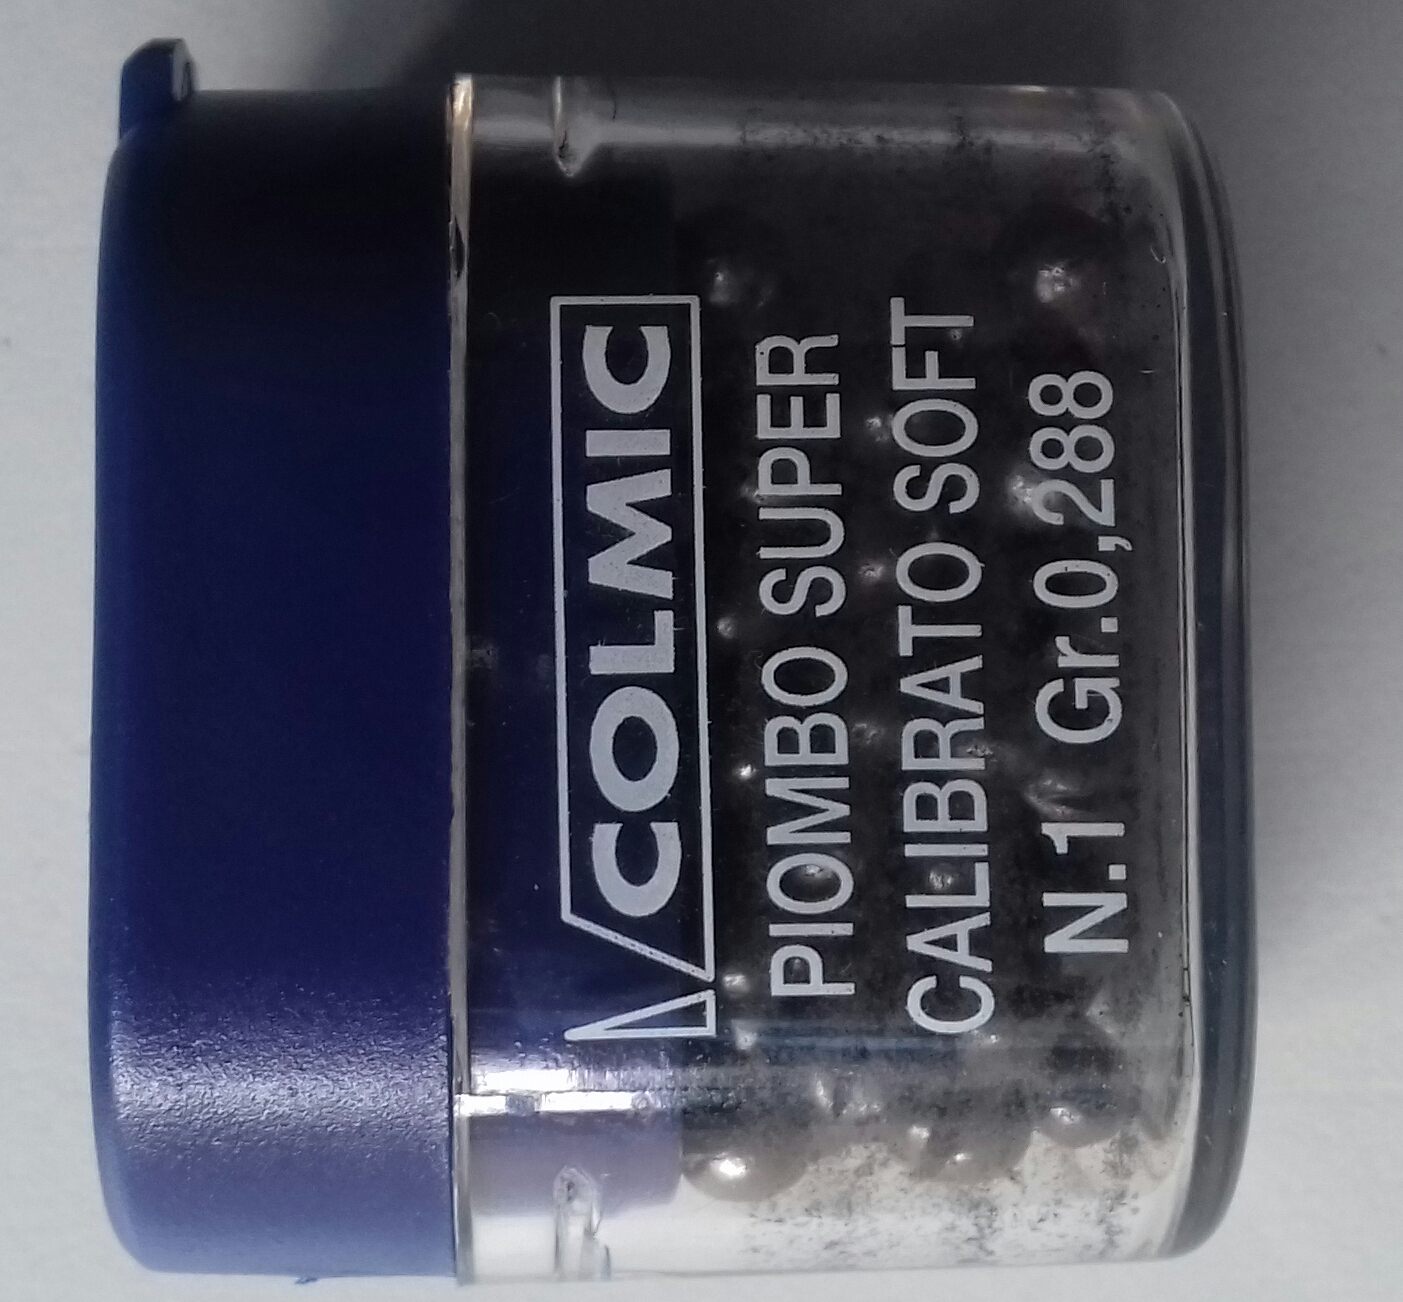 COLMIC
PIOMBO SUPER
CALIBRATO SOFT
N.1 Gr.0,288